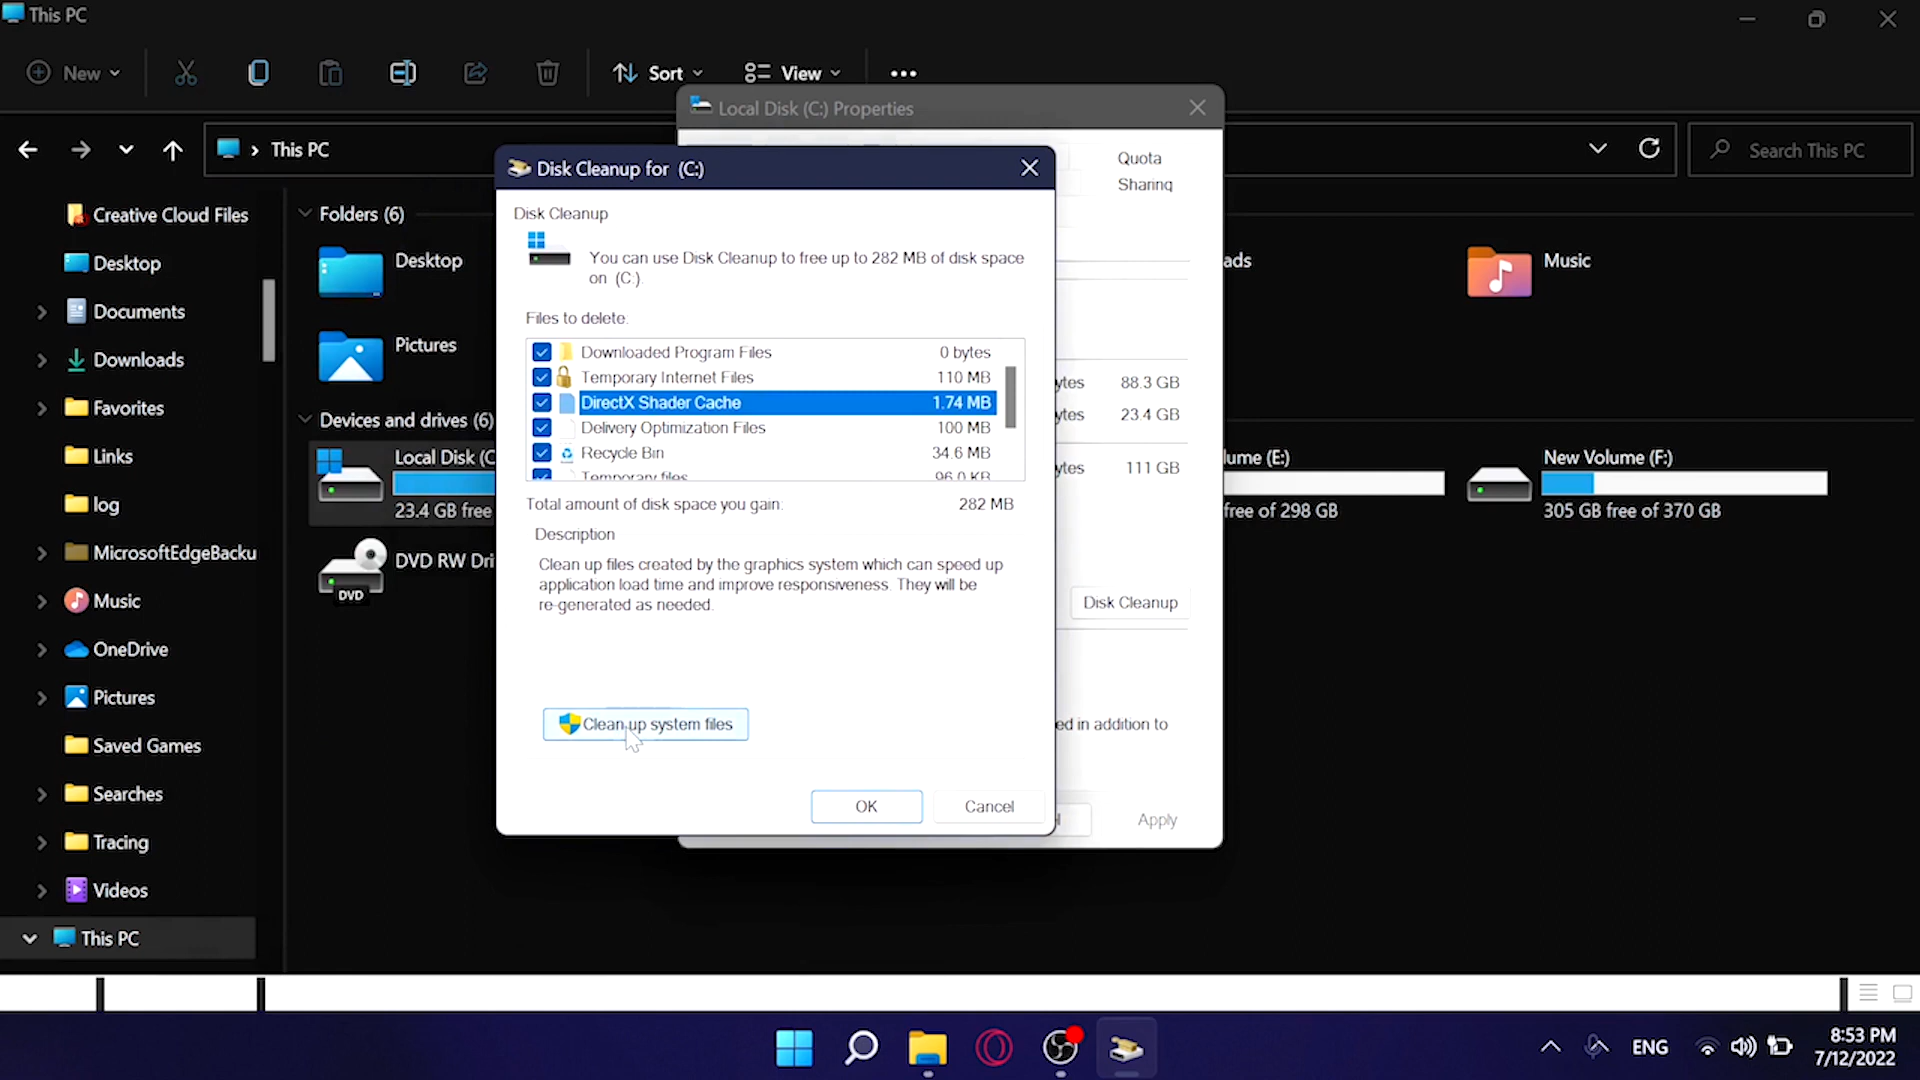 This PC
New
Sort
View
Local Disk (C:) Properties
This PC
Search This PC
Quota
Sharing
Disk Cleanup for (C:)
Disk Cleanup
You can use Disk Cleanup to free up to 282 MB of disk space
on (C:).
Files to delete:
Downloaded Program Files 0 bytes
Temporary Internet Files 110 MB
DirectX Shader Cache 1.74 MB
Delivery Optimization Files 100 MB
Recycle Bin 34.6 MB
Temporary files 96.0 KB
Total amount of disk space you gain: 282 MB
Description
Clean up files created by the graphics system which can speed up
application load time and improve responsiveness. They will be
re-generated as needed.
Clean up system files
OK
Cancel
ytes 88.3 GB
ytes 23.4 GB
ytes 111 GB
Disk Cleanup
ed in addition to
Apply
Creative Cloud Files
Desktop
Documents
Downloads
Favorites
Links
log
MicrosoftEdgeBacku
Music
OneDrive
Pictures
Saved Games
Searches
Tracing
Videos
This PC
Folders (6)
Desktop
Pictures
ads
Music
Devices and drives (6)
Local Disk (C
23.4 GB free
DVD RW Dri
DVD
lume (E:)
free of 298 GB
New Volume (F:)
305 GB free of 370 GB
ENG
8:53 PM
7/12/2022